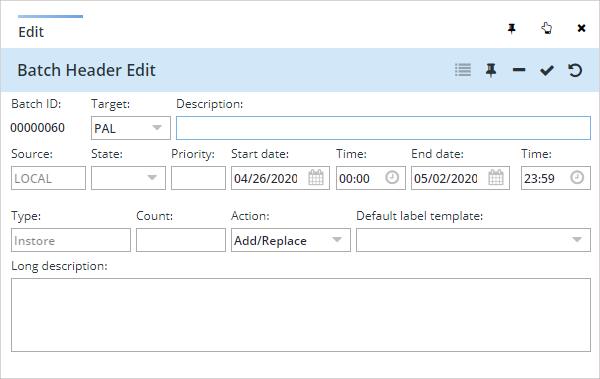 Edit
Batch Header Edit
Batch ID: Target: Description:
00000060 PAL
Source: State: Priority: Start date: Time: End date: Time:
LOCAL 04/26/2020 00:00 05/02/2020 23:59
Type: Count: Action: Default label template:
Instore Add/Replace
Long description: